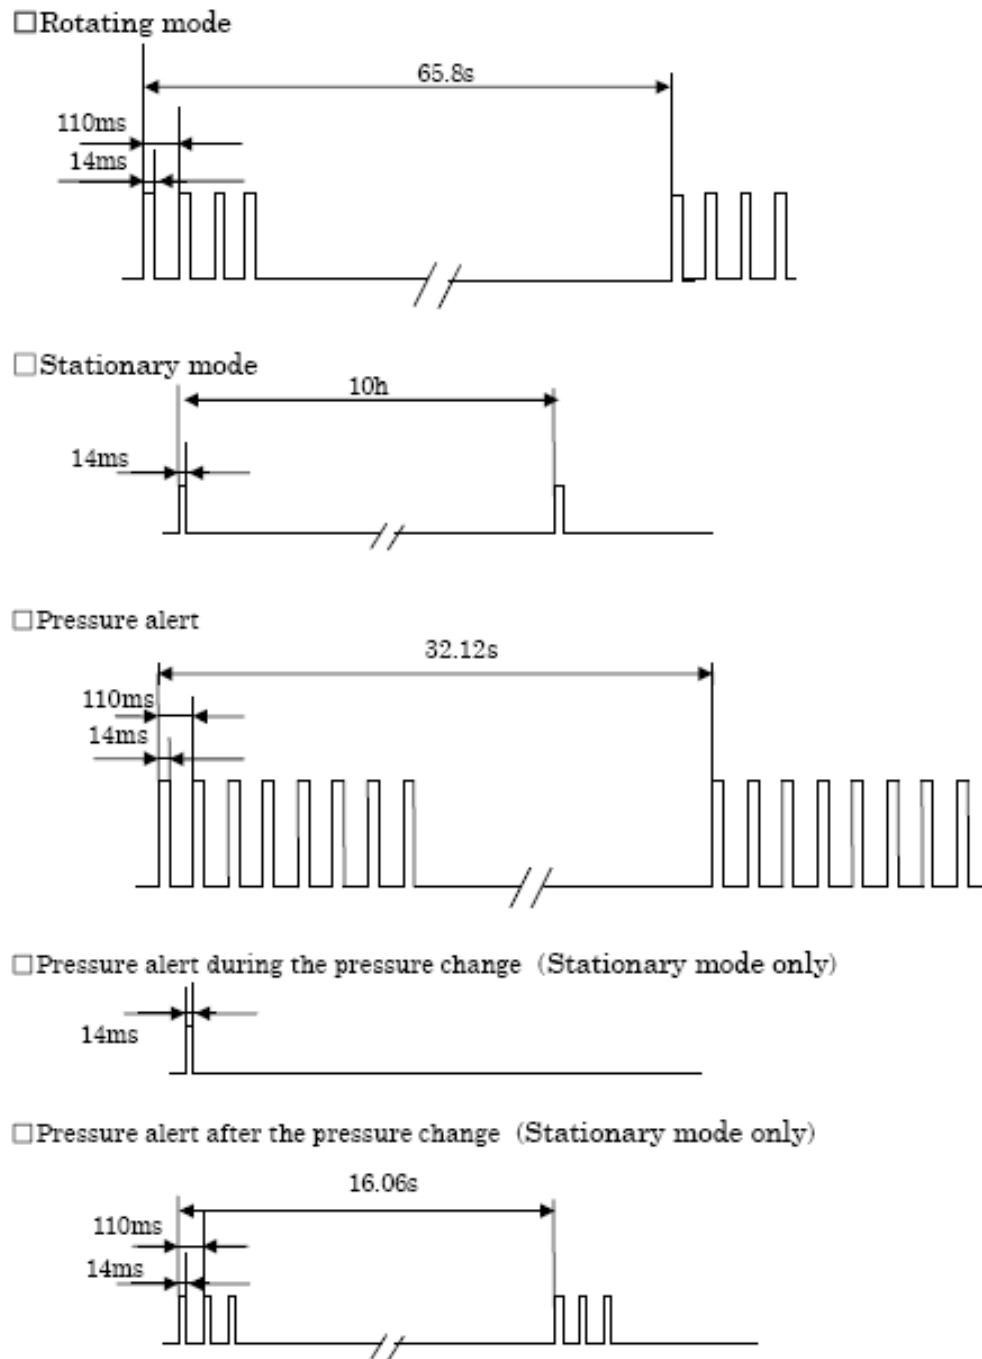 □Rotating mode
65.8s
110ms
14ms
□Stationary mode
10h
14ms
□Pressure alert
32.12s
110ms
14ms
□Pressure alert during the pressure change (Stationary mode only)
14ms
□Pressure alert after the pressure change (Stationary mode only)
16.06s
110ms
14ms